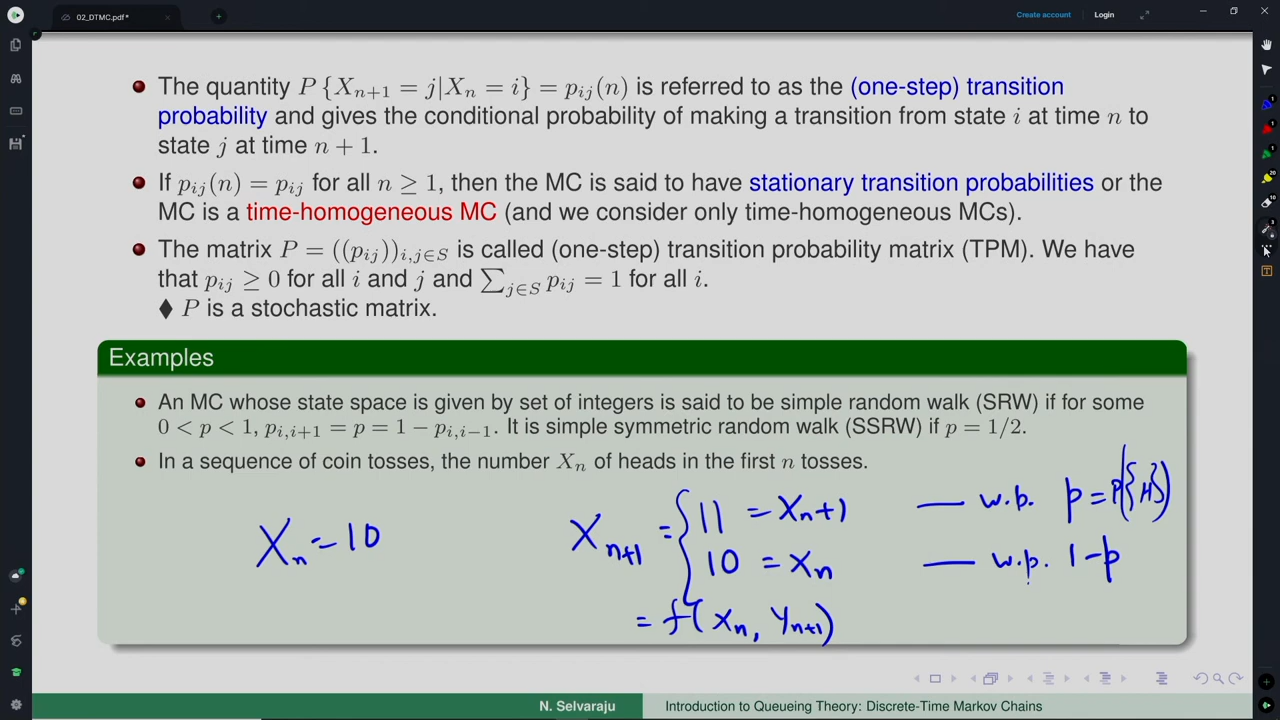 02_DTMC.pdf*
Create account
Login
The quantity P {X_{n+1} = j|X_n = i} = p_{ij}(n) is referred to as the (one-step) transition
probability and gives the conditional probability of making a transition from state i at time n to
state j at time n + 1.
If p_{ij}(n) = p_{ij} for all n ≥ 1, then the MC is said to have stationary transition probabilities or the
MC is a time-homogeneous MC (and we consider only time-homogeneous MCs).
The matrix P = ((p_{ij}))_{i,j∈S} is called (one-step) transition probability matrix (TPM). We have
that p_{ij} ≥ 0 for all i and j and ∑_{j∈S} p_{ij} = 1 for all i.
♦ P is a stochastic matrix.
Examples
An MC whose state space is given by set of integers is said to be simple random walk (SRW) if for some
0 < p < 1, p_{i,i+1} = p = 1 − p_{i,i−1}. It is simple symmetric random walk (SSRW) if p = 1/2.
In a sequence of coin tosses, the number X_n of heads in the first n tosses.
X_n = 10
X_{n+1} = { 11 = X_n+1 — w.p. p = P({H})
10 = X_n — w.p. 1-p
= f(X_n, Y_{n+1})
N. Selvaraju
Introduction to Queueing Theory: Discrete-Time Markov Chains